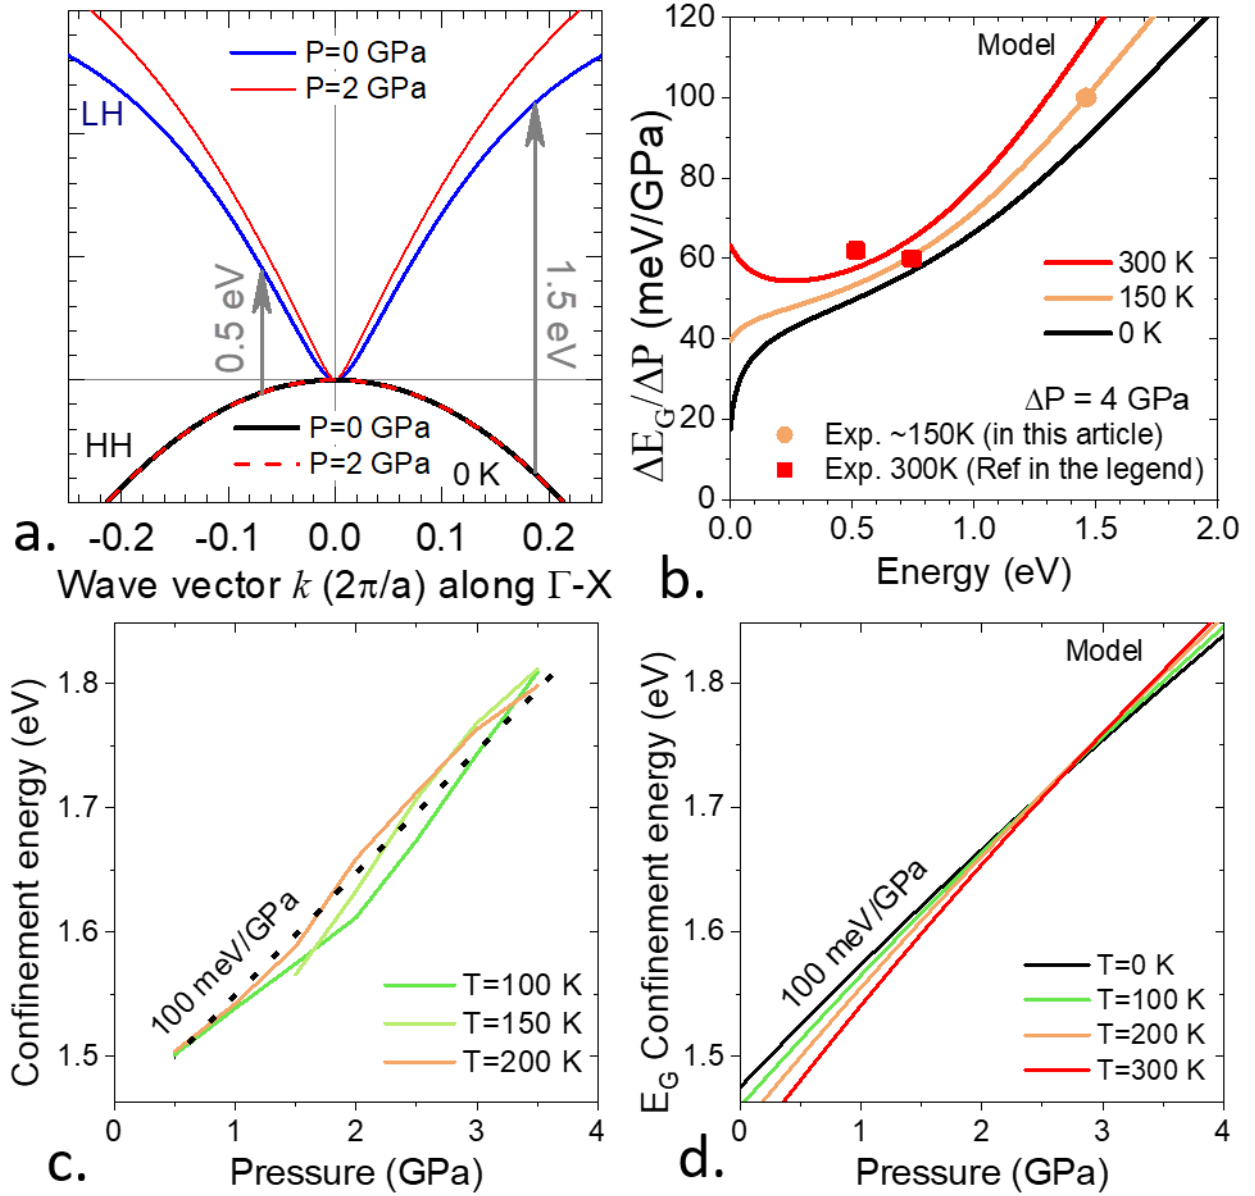 P=0 GPa
P=2 GPa
LH
0.5 eV
1.5 eV
HH
P=0 GPa
P=2 GPa
0 K
-0.2 -0.1 0.0 0.1 0.2
a.
Wave vector k (2π/a) along Γ-X
120
100
80
60
40
20
0
ΔE_G/ΔP (meV/GPa)
Model
300 K
150 K
0 K
ΔP = 4 GPa
Exp. ~150K (in this article)
Exp. 300K (Ref in the legend)
0.0 0.5 1.0 1.5 2.0
b.
Energy (eV)
1.8
1.7
1.6
1.5
Confinement energy (eV)
100 meV/GPa
T=100 K
T=150 K
T=200 K
0 1 2 3 4
c.
Pressure (GPa)
1.8
1.7
1.6
1.5
E_G Confinement energy (eV)
Model
100 meV/GPa
T=0 K
T=100 K
T=200 K
T=300 K
0 1 2 3 4
d.
Pressure (GPa)